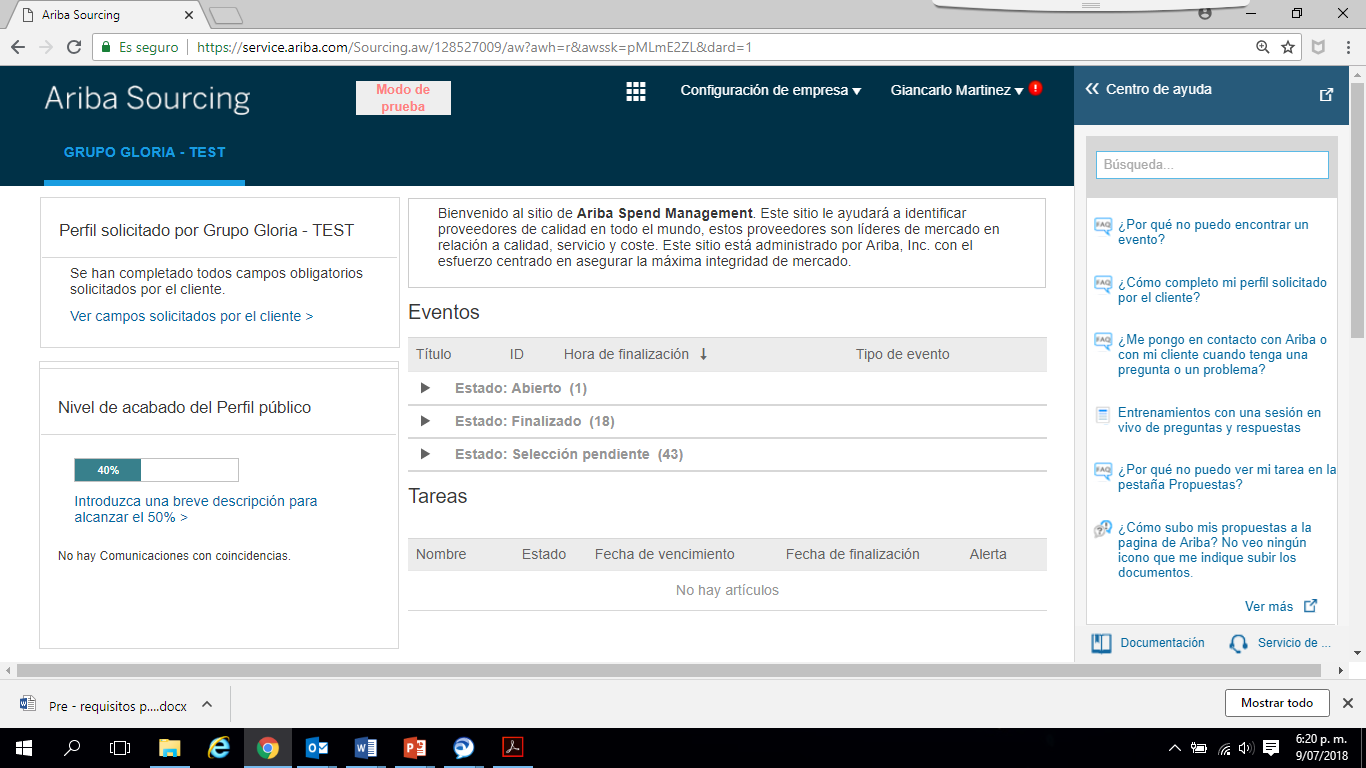 Ariba Sourcing
Es seguro
https://service.ariba.com/Sourcing.aw/128527009/aw?awh=r&awssk=pMLmE2ZL&dard=1
Ariba Sourcing
Modo de
prueba
Configuración de empresa
Giancarlo Martinez
GRUPO GLORIA - TEST
Perfil solicitado por Grupo Gloria - TEST
Se han completado todos campos obligatorios
solicitados por el cliente.
Ver campos solicitados por el cliente >
Nivel de acabado del Perfil público
40%
Introduzca una breve descripción para
alcanzar el 50% >
No hay Comunicaciones con coincidencias.
Bienvenido al sitio de Ariba Spend Management. Este sitio le ayudará a identificar
proveedores de calidad en todo el mundo, estos proveedores son líderes de mercado en
relación a calidad, servicio y coste. Este sitio está administrado por Ariba, Inc. con el
esfuerzo centrado en asegurar la máxima integridad de mercado.
Eventos
Título ID Hora de finalización ↓ Tipo de evento
Estado: Abierto (1)
Estado: Finalizado (18)
Estado: Selección pendiente (43)
Tareas
Nombre Estado Fecha de vencimiento Fecha de finalización Alerta
No hay artículos
Centro de ayuda
Búsqueda...
FAQ ¿Por qué no puedo encontrar un
evento?
FAQ ¿Cómo completo mi perfil solicitado
por el cliente?
FAQ ¿Me pongo en contacto con Ariba o
con mi cliente cuando tenga una
pregunta o un problema?
Entrenamientos con una sesión en
vivo de preguntas y respuestas
FAQ ¿Por qué no puedo ver mi tarea en la
pestaña Propuestas?
¿Cómo subo mis propuestas a la
pagina de Ariba? No veo ningún
icono que me indique subir los
documentos.
Ver más
Documentación
Servicio de ...
Pre - requisitos p....docx
Mostrar todo
6:20 p. m.
9/07/2018